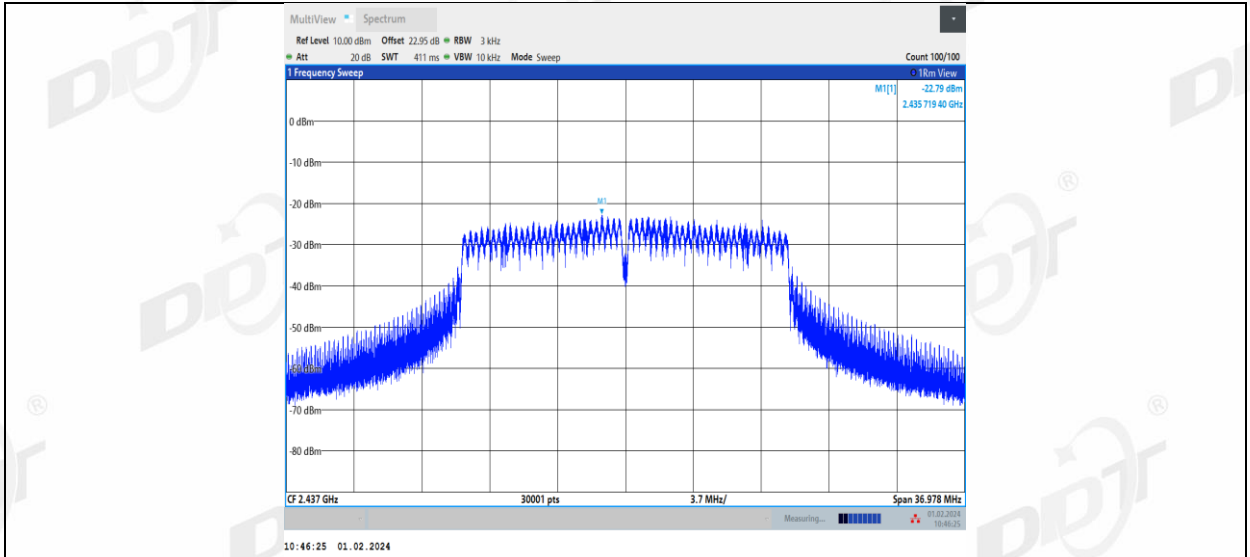 MultiView Spectrum
Ref Level 10.00 dBm Offset 22.95 dB RBW 3 kHz
Att 20 dB SWT 411 ms VBW 10 kHz Mode Sweep Count 100/100
1 Frequency Sweep 1Rm View
M1[1] -22.79 dBm
2.435 719 40 GHz
0 dBm
-10 dBm
-20 dBm
M1
-30 dBm
-40 dBm
-50 dBm
-70 dBm
-80 dBm
CF 2.437 GHz 30001 pts 3.7 MHz/ Span 36.978 MHz
Measuring... 01.02.2024
10:46:25
10:46:25 01.02.2024